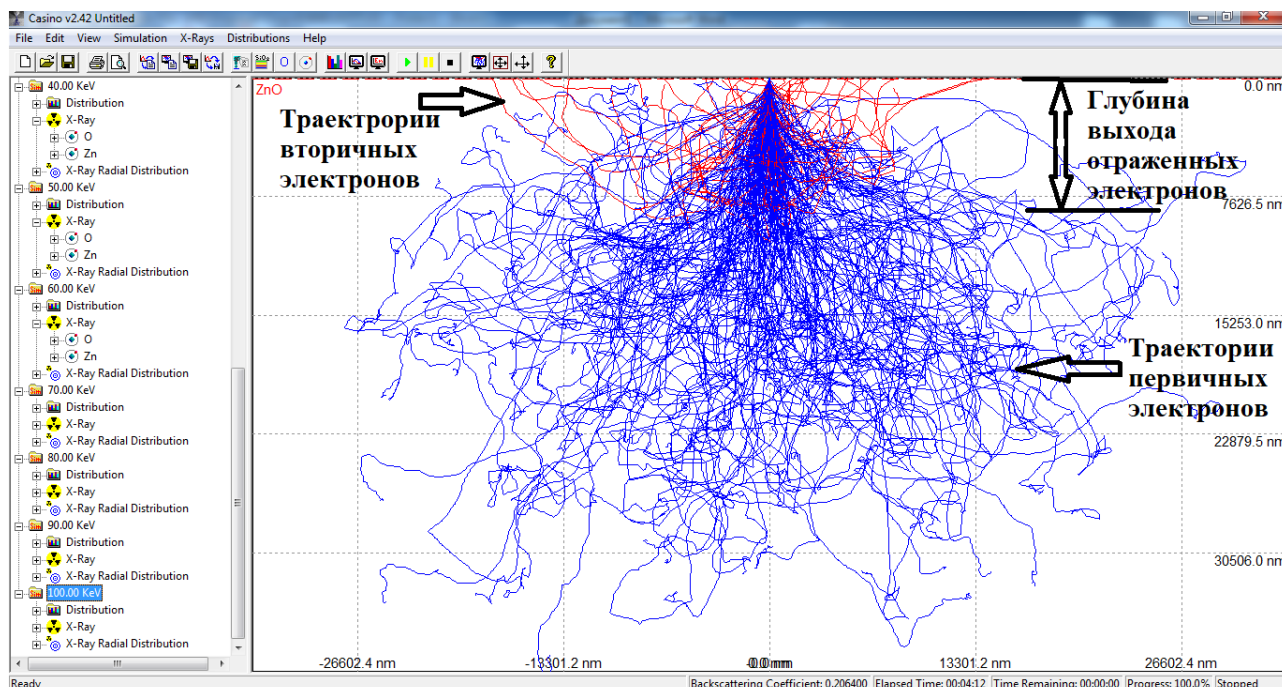 Casino v2.42 Untitled
File Edit View Simulation X-Rays Distributions Help
40.00 KeV
Distribution
X-Ray
O
Zn
X-Ray Radial Distribution
50.00 KeV
Distribution
X-Ray
O
Zn
X-Ray Radial Distribution
60.00 KeV
Distribution
X-Ray
O
Zn
X-Ray Radial Distribution
70.00 KeV
Distribution
X-Ray
X-Ray Radial Distribution
80.00 KeV
Distribution
X-Ray
X-Ray Radial Distribution
90.00 KeV
Distribution
X-Ray
X-Ray Radial Distribution
100.00 KeV
Distribution
X-Ray
X-Ray Radial Distribution
ZnO
Траектрории
вторичных
электронов
Глубина
выхода
отраженных
электронов
Траектории
первичных
электронов
0.0 nm
7626.5 nm
15253.0 nm
22879.5 nm
30506.0 nm
-26602.4 nm
-13301.2 nm
13301.2 nm
26602.4 nm
Ready
Backscattering Coefficient: 0.206400 Elapsed Time: 00:04:12 Time Remaining: 00:00:00 Progress: 100.0% Stopped